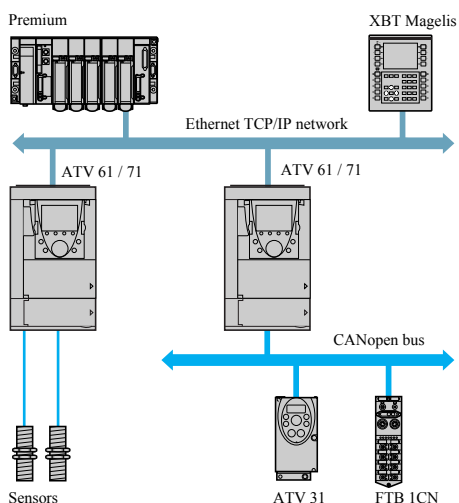 Premium
XBT Magelis
Ethernet TCP/IP network
ATV 61 / 71
ATV 61 / 71
CANopen bus
Sensors
ATV 31
FTB 1CN